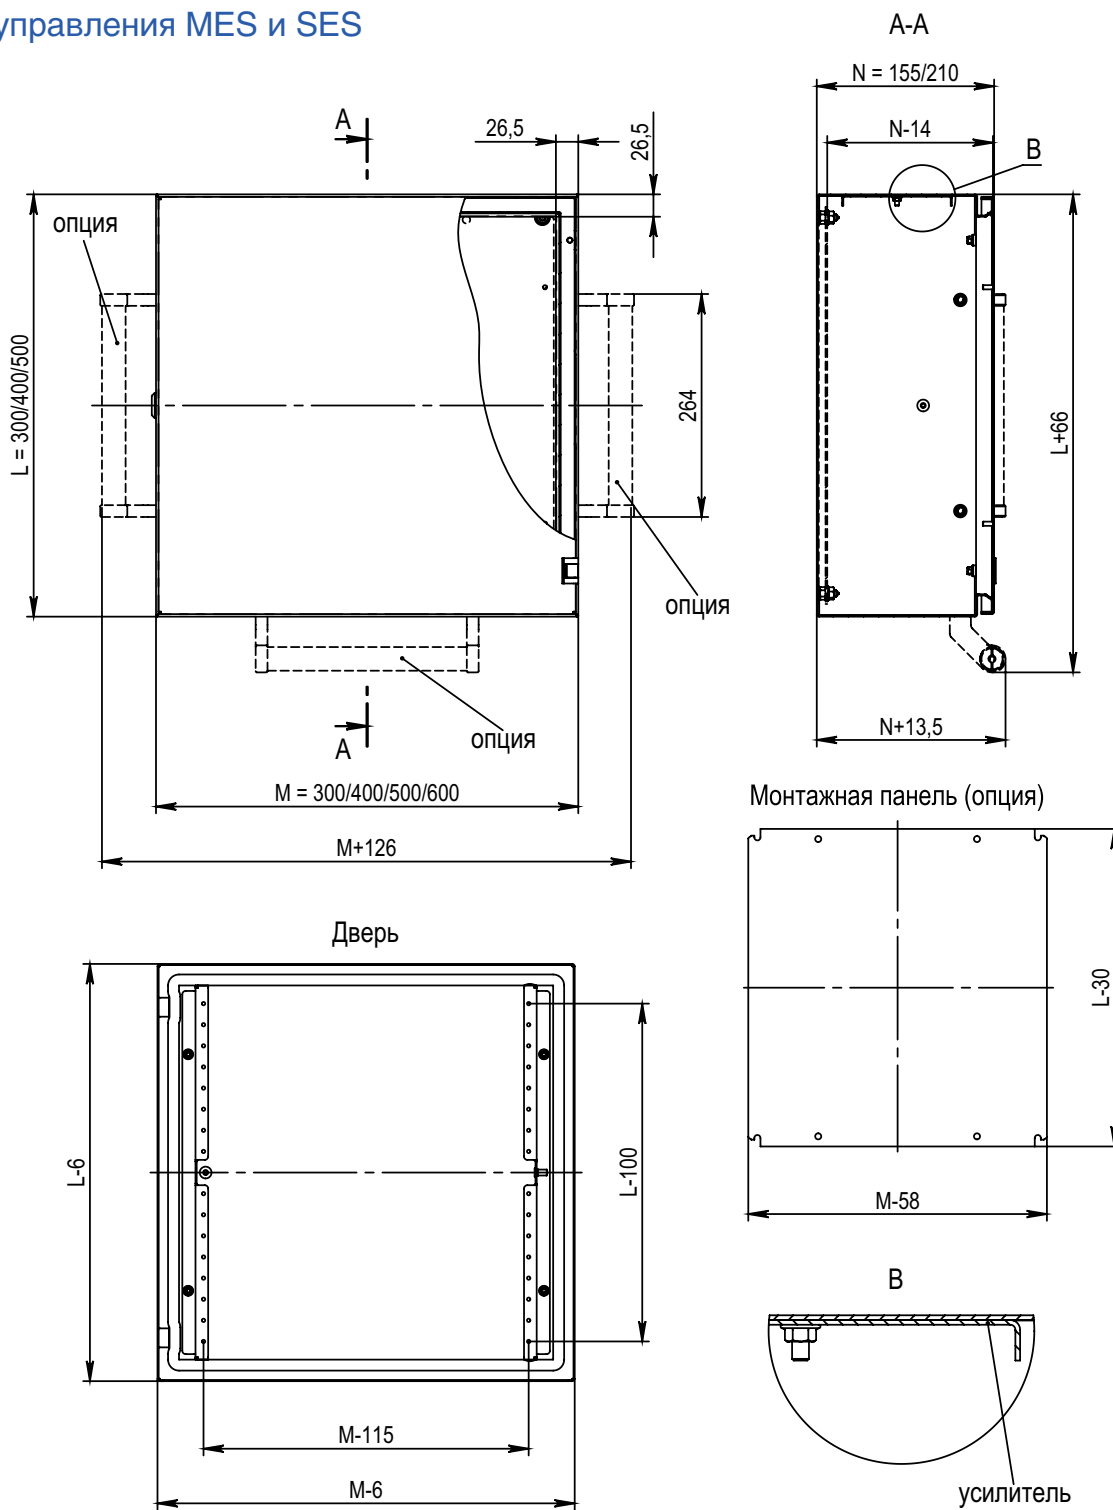 управления MES и SES
A-A
N = 155/210
N-14
B
A
26,5
26,5
опция
L = 300/400/500
264
L+66
опция
опция
A
N+13,5
M = 300/400/500/600
M+126
Монтажная панель (опция)
L-30
M-58
Дверь
L-6
L-100
M-115
M-6
B
усилитель